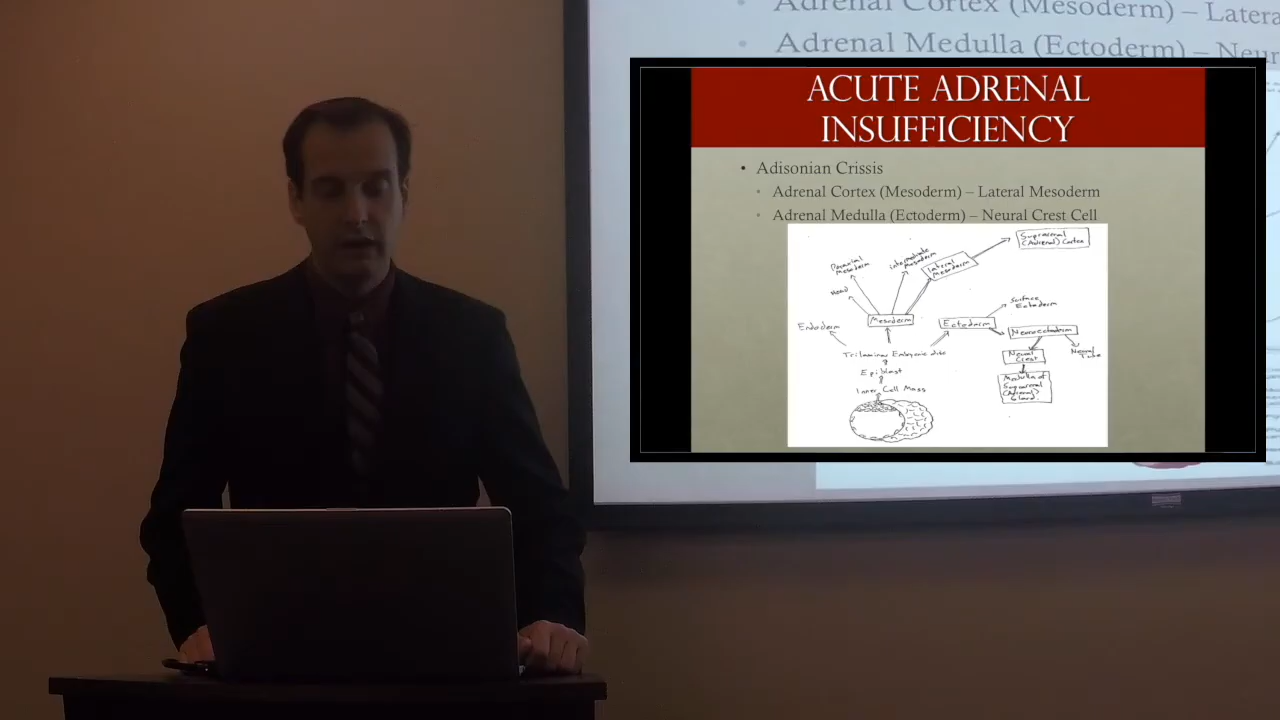 Adrenal Cortex (Mesoderm) – Latera
Adrenal Medulla (Ectoderm) – Neur
ACUTE ADRENAL
INSUFFICIENCY
• Adisonian Crissis
• Adrenal Cortex (Mesoderm) – Lateral Mesoderm
• Adrenal Medulla (Ectoderm) – Neural Crest Cell
Suprarenal
(Adrenal) Cortex
Intermediate
Mesoderm
Lateral
Mesoderm
Paraxial
Mesoderm
Head
Surface
Ectoderm
Endoderm
Mesoderm
Ectoderm
Neuroectoderm
Neural
Crest
Neural
Tube
Trilaminar Embryonic disc
Epiblast
Inner Cell Mass
Medulla of
Suprarenal
(Adrenal)
Gland.